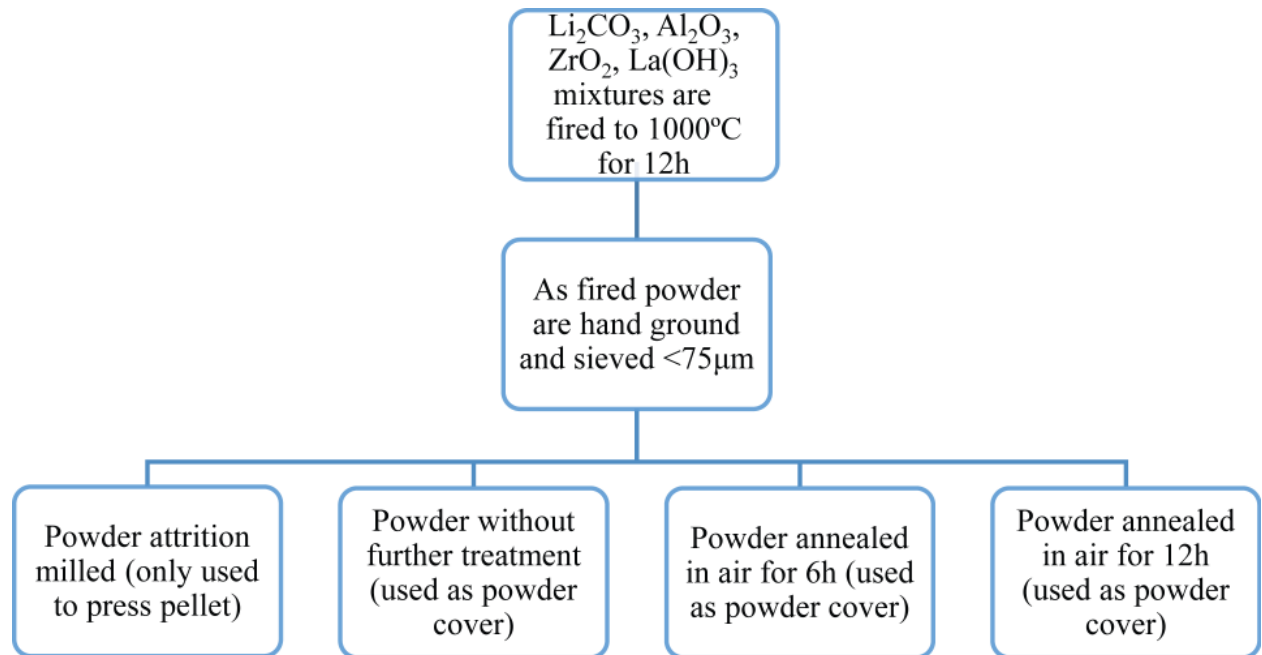 Li₂CO₃, Al₂O₃,
ZrO₂, La(OH)₃
mixtures are
fired to 1000ºC
for 12h
As fired powder
are hand ground
and sieved <75μm
Powder attrition
milled (only used
to press pellet)
Powder without
further treatment
(used as powder
cover)
Powder annealed
in air for 6h (used
as powder cover)
Powder annealed
in air for 12h
(used as powder
cover)